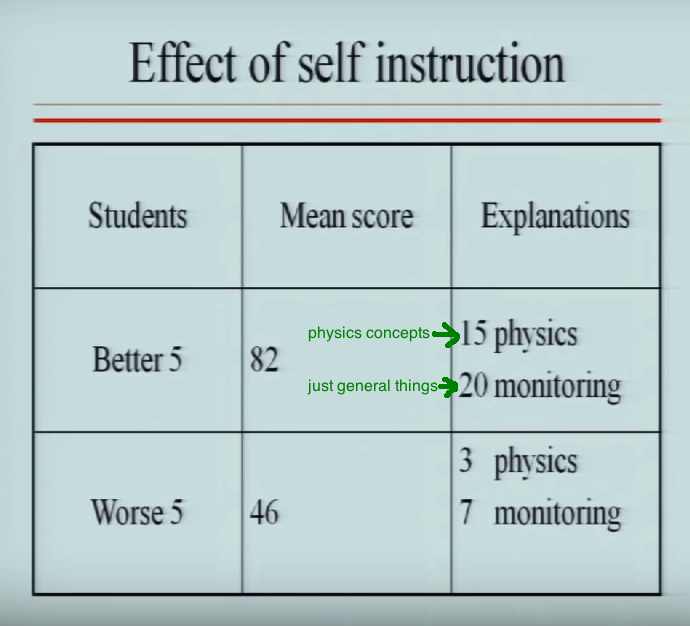 Effect of self instruction
Students Mean score Explanations
physics concepts 15 physics
Better 5 82
just general things 20 monitoring
3 physics
Worse 5 46 7 monitoring